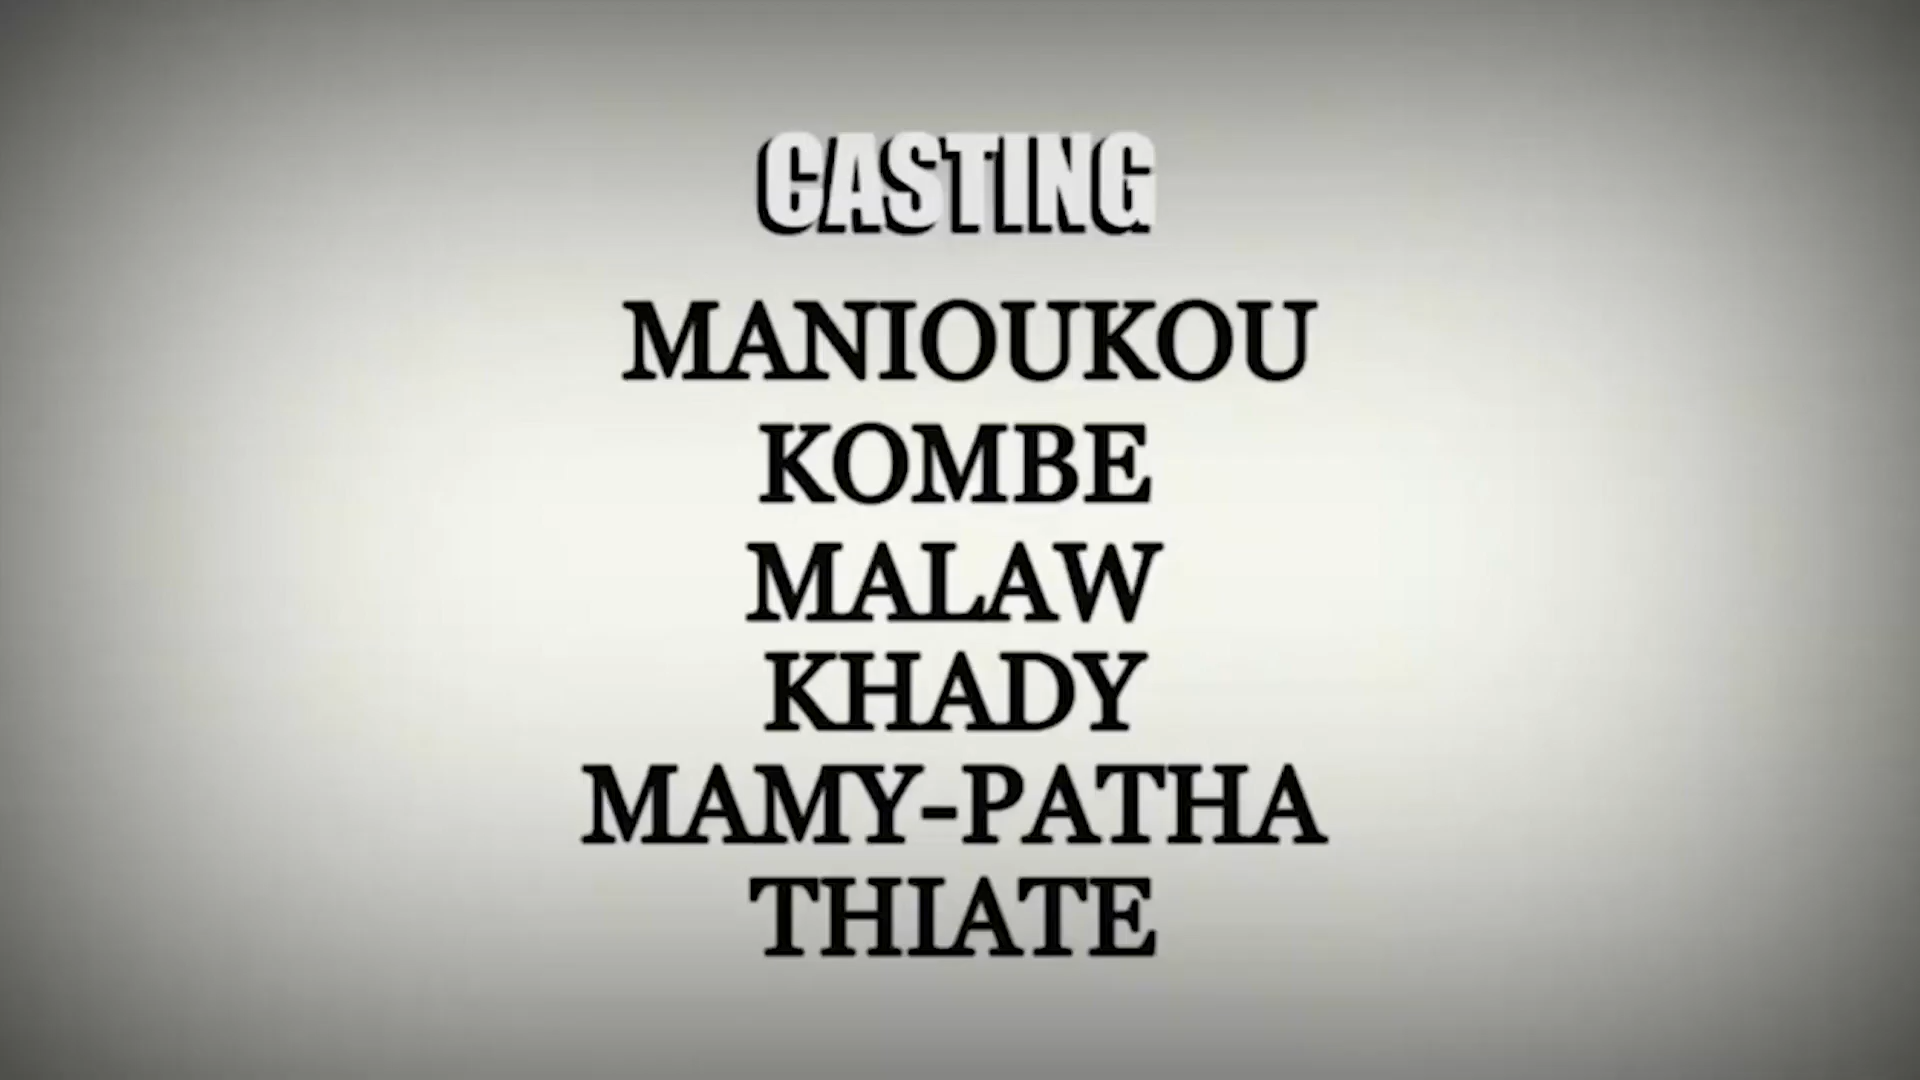 CASTING
MANIOUKOU
KOMBE
MALAW
KHADY
MAMY-PATHA
THIATE